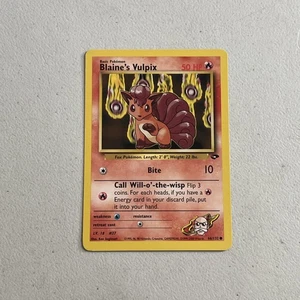 Basic Pokémon
Blaine's Vulpix 50 HP
Fox Pokémon. Length: 2' 0", Weight: 22 lbs.
Bite 10
Call Will-o'-the-wisp Flip 3
coins. For each heads, if you have a
Energy card in your discard pile, put
it into your hand.
weakness resistance
retreat cost